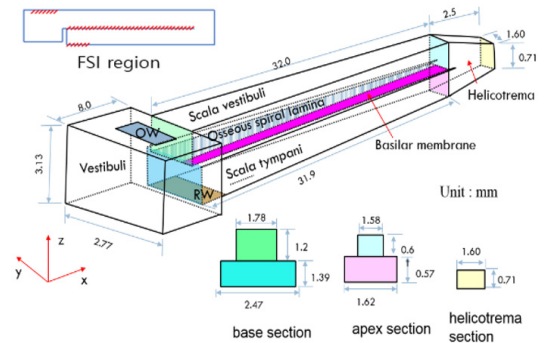 FSI region
2.5
1.60
0.71
32.0
Helicotrema
8.0
Scala vestibuli
OW
Osseous spiral lamina
Basilar membrane
3.13
Vestibuli
RW
Scala tympani
31.9
Unit : mm
2.77
z
y
x
1.78
1.2
1.39
2.47
base section
1.58
0.6
0.57
1.62
apex section
1.60
0.71
helicotrema
section